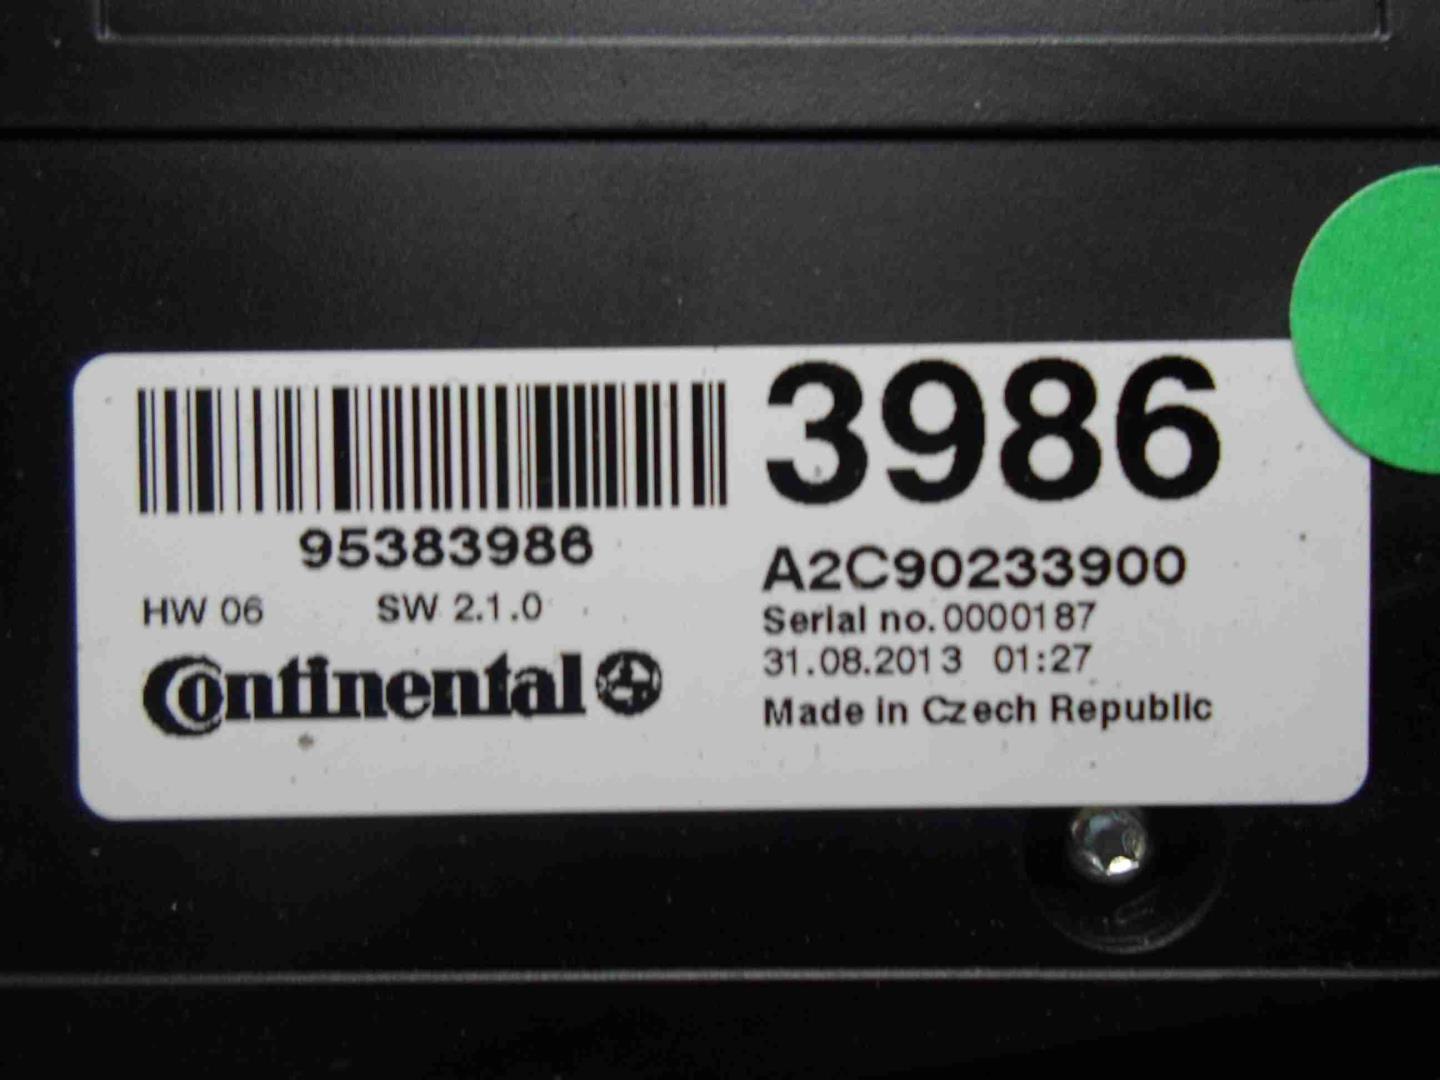 3986
95383986
HW 06 SW 2.1.0
Continental
A2C90233900
Serial no. 0000187
31.08.2013 01:27
Made in Czech Republic